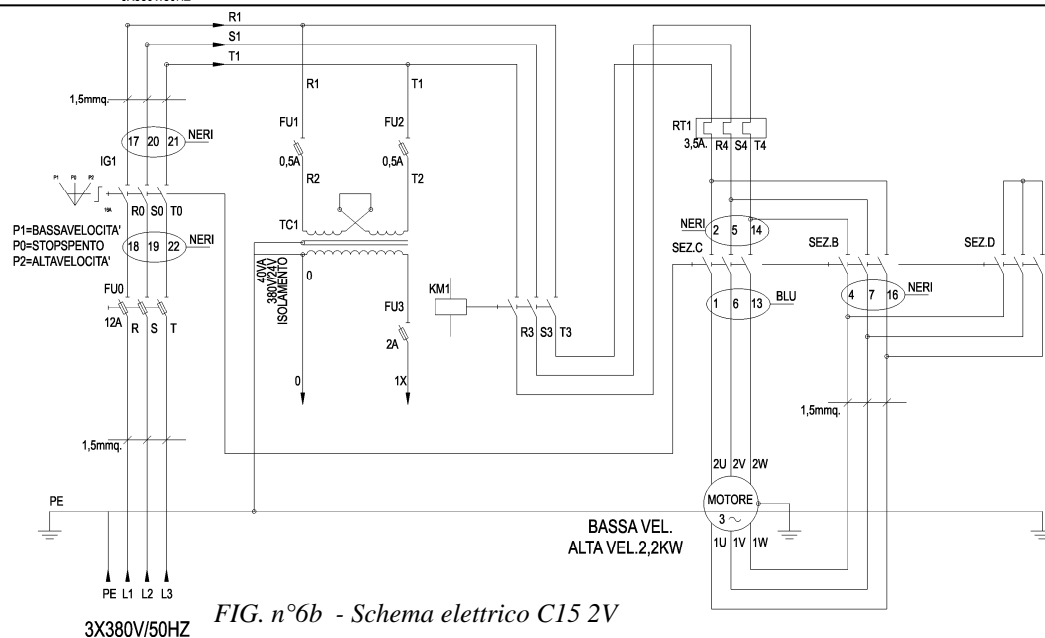 R1
S1
T1
R1
T1
1,5mmq.
FU1
FU2
RT1
17 20 21 NERI
3,5A. R4 S4 T4
IG1
0,5A
0,5A
P1 P0 P2
R2
T2
16A
R0 S0 T0
TC1
NERI 2 5 14
P1=BASSAVELOCITA'
P0=STOPSPENTO
P2=ALTAVELOCITA'
18 19 22 NERI
SEZ.C
SEZ.B
SEZ.D
40VA
380V/24V
ISOLAMENTO
0
FU0
KM1
4 7 16 NERI
1 6 13 BLU
FU3
12A R S T
R3 S3 T3
2A
0
1X
1,5mmq.
1,5mmq.
2U 2V 2W
PE
MOTORE
3 ~
BASSA VEL.
ALTA VEL.2,2KW
1U 1V 1W
PE L1 L2 L3
FIG. n°6b - Schema elettrico C15 2V
3X380V/50HZ